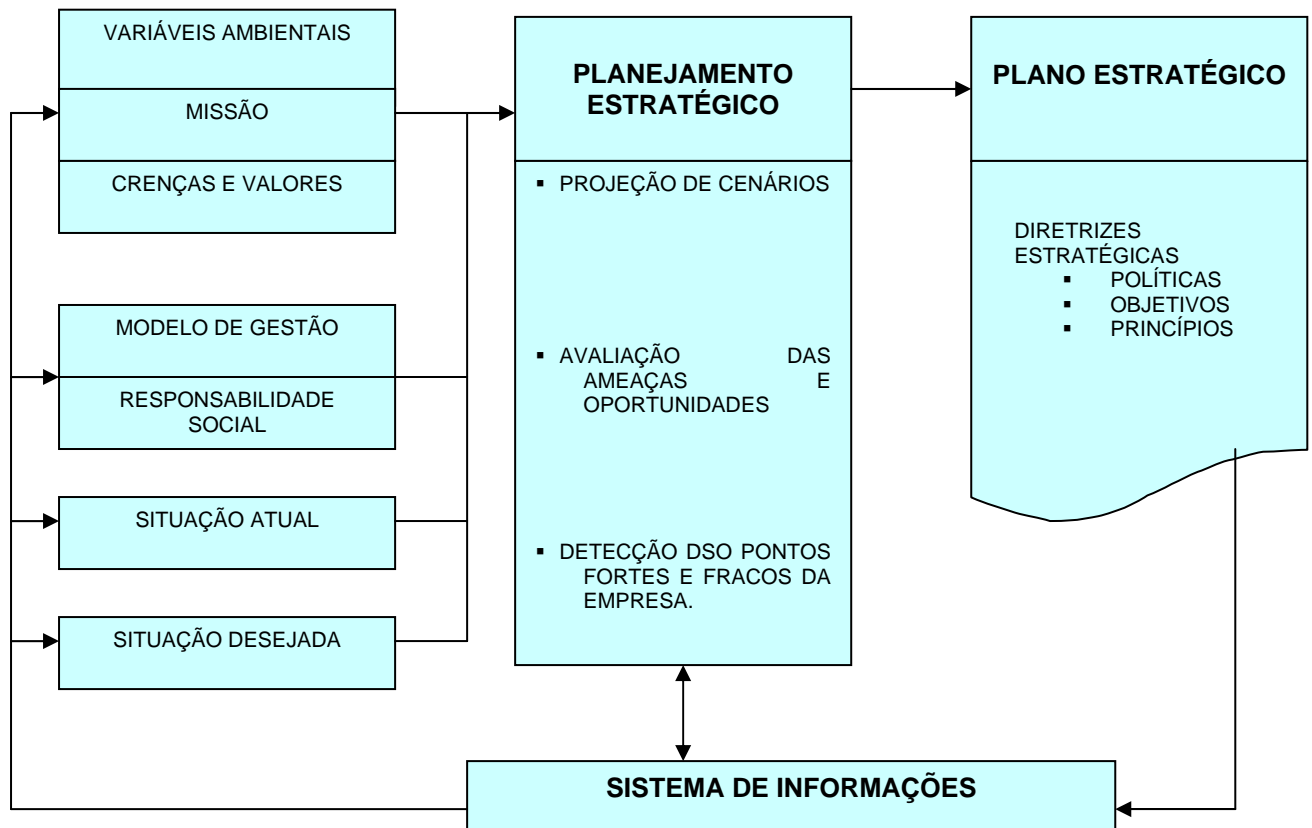 VARIÁVEIS AMBIENTAIS
MISSÃO
CRENÇAS E VALORES
MODELO DE GESTÃO
RESPONSABILIDADE
SOCIAL
SITUAÇÃO ATUAL
SITUAÇÃO DESEJADA
PLANEJAMENTO
ESTRATÉGICO
▪ PROJEÇÃO DE CENÁRIOS
▪ AVALIAÇÃO DAS
AMEAÇAS E
OPORTUNIDADES
▪ DETECÇÃO DSO PONTOS
FORTES E FRACOS DA
EMPRESA.
PLANO ESTRATÉGICO
DIRETRIZES
ESTRATÉGICAS
▪ POLÍTICAS
▪ OBJETIVOS
▪ PRINCÍPIOS
SISTEMA DE INFORMAÇÕES